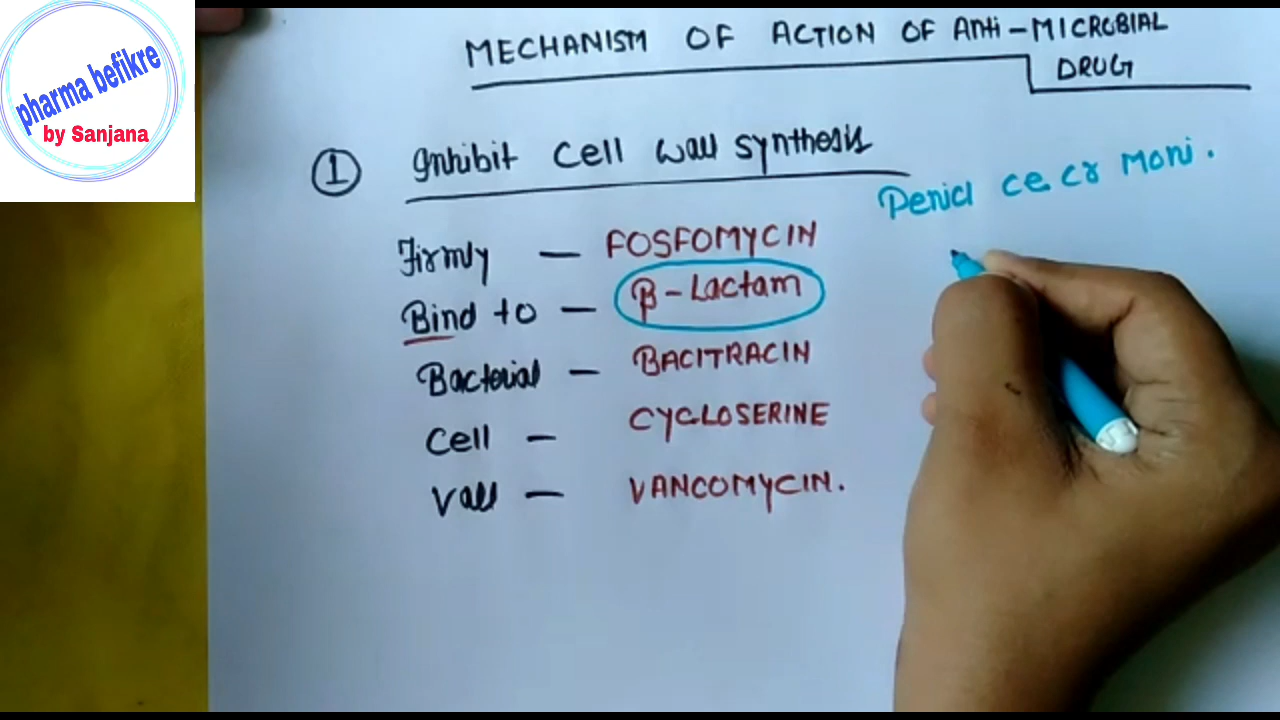 pharma befikre
by Sanjana
MECHANISM OF ACTION OF Anti-MICROBIAL
DRUG
1 Inhibit Cell wall synthesis
Penicl ce cr Moni.
Firmly — FOSFOMYCIN
Bind to — β-Lactam
Bacterial — BACITRACIN
Cell — CYCLOSERINE
Vall — VANCOMYCIN.